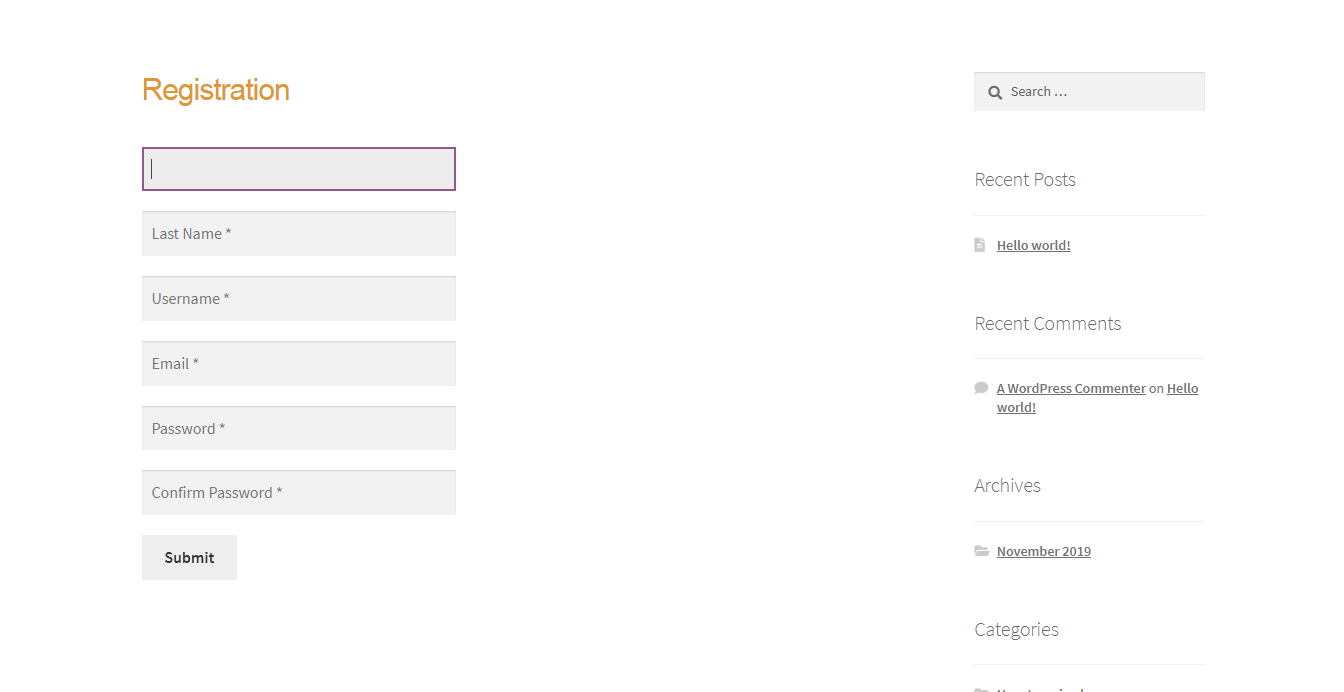 Registration
Last Name *
Username *
Email *
Password *
Confirm Password *
Submit
Search …
Recent Posts
Hello world!
Recent Comments
A WordPress Commenter on Hello
world!
Archives
November 2019
Categories